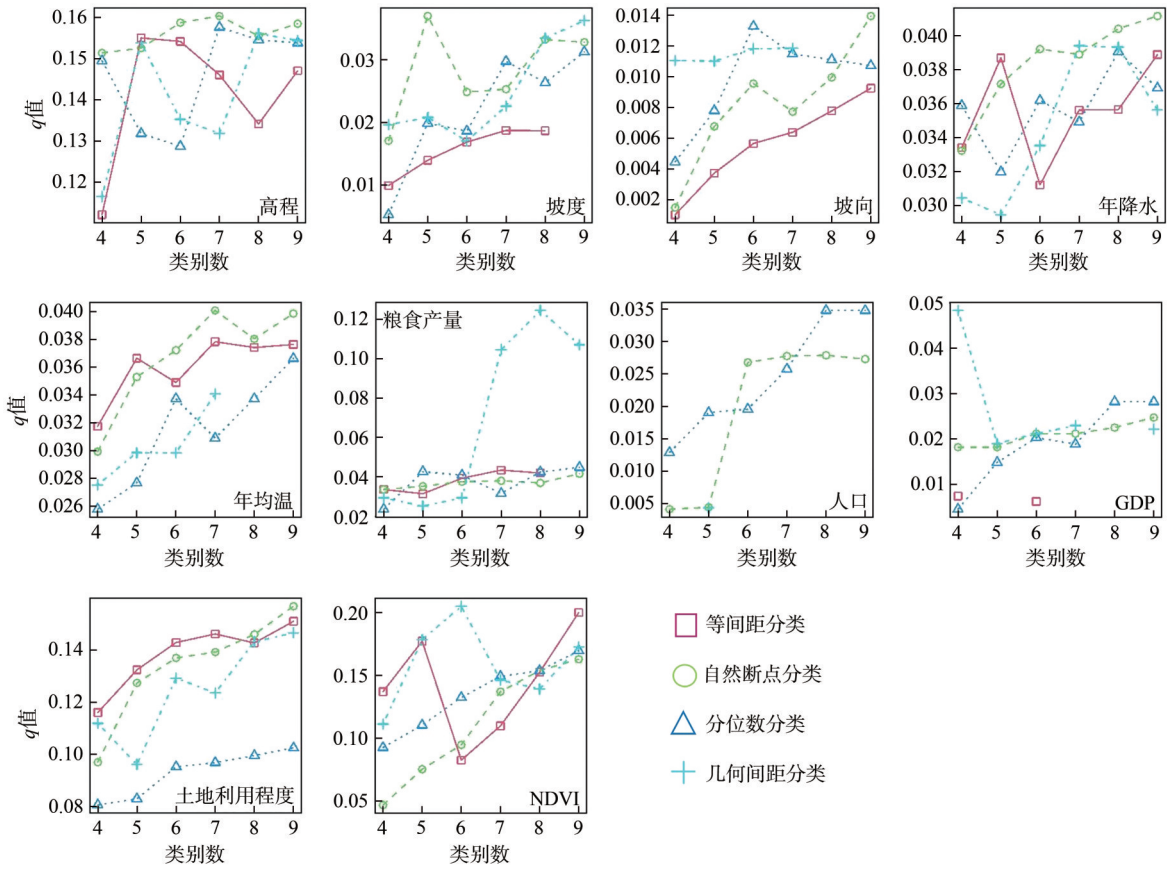 q值
0.16
0.15
0.14
0.13
0.12
高程
4 5 6 7 8 9
类别数
0.03
0.02
0.01
坡度
4 5 6 7 8 9
类别数
0.014
0.012
0.010
0.008
0.006
0.004
0.002
坡向
4 5 6 7 8 9
类别数
0.040
0.038
0.036
0.034
0.032
0.030
年降水
4 5 6 7 8 9
类别数
q值
0.040
0.038
0.036
0.034
0.032
0.030
0.028
0.026
年均温
4 5 6 7 8 9
类别数
粮食产量
0.12
0.10
0.08
0.06
0.04
0.02
4 5 6 7 8 9
类别数
0.035
0.030
0.025
0.020
0.015
0.010
0.005
人口
4 5 6 7 8 9
类别数
0.05
0.04
0.03
0.02
0.01
GDP
4 5 6 7 8 9
类别数
q值
0.14
0.12
0.10
0.08
土地利用程度
4 5 6 7 8 9
类别数
0.20
0.15
0.10
0.05
NDVI
4 5 6 7 8 9
类别数
等间距分类
自然断点分类
分位数分类
几何间距分类